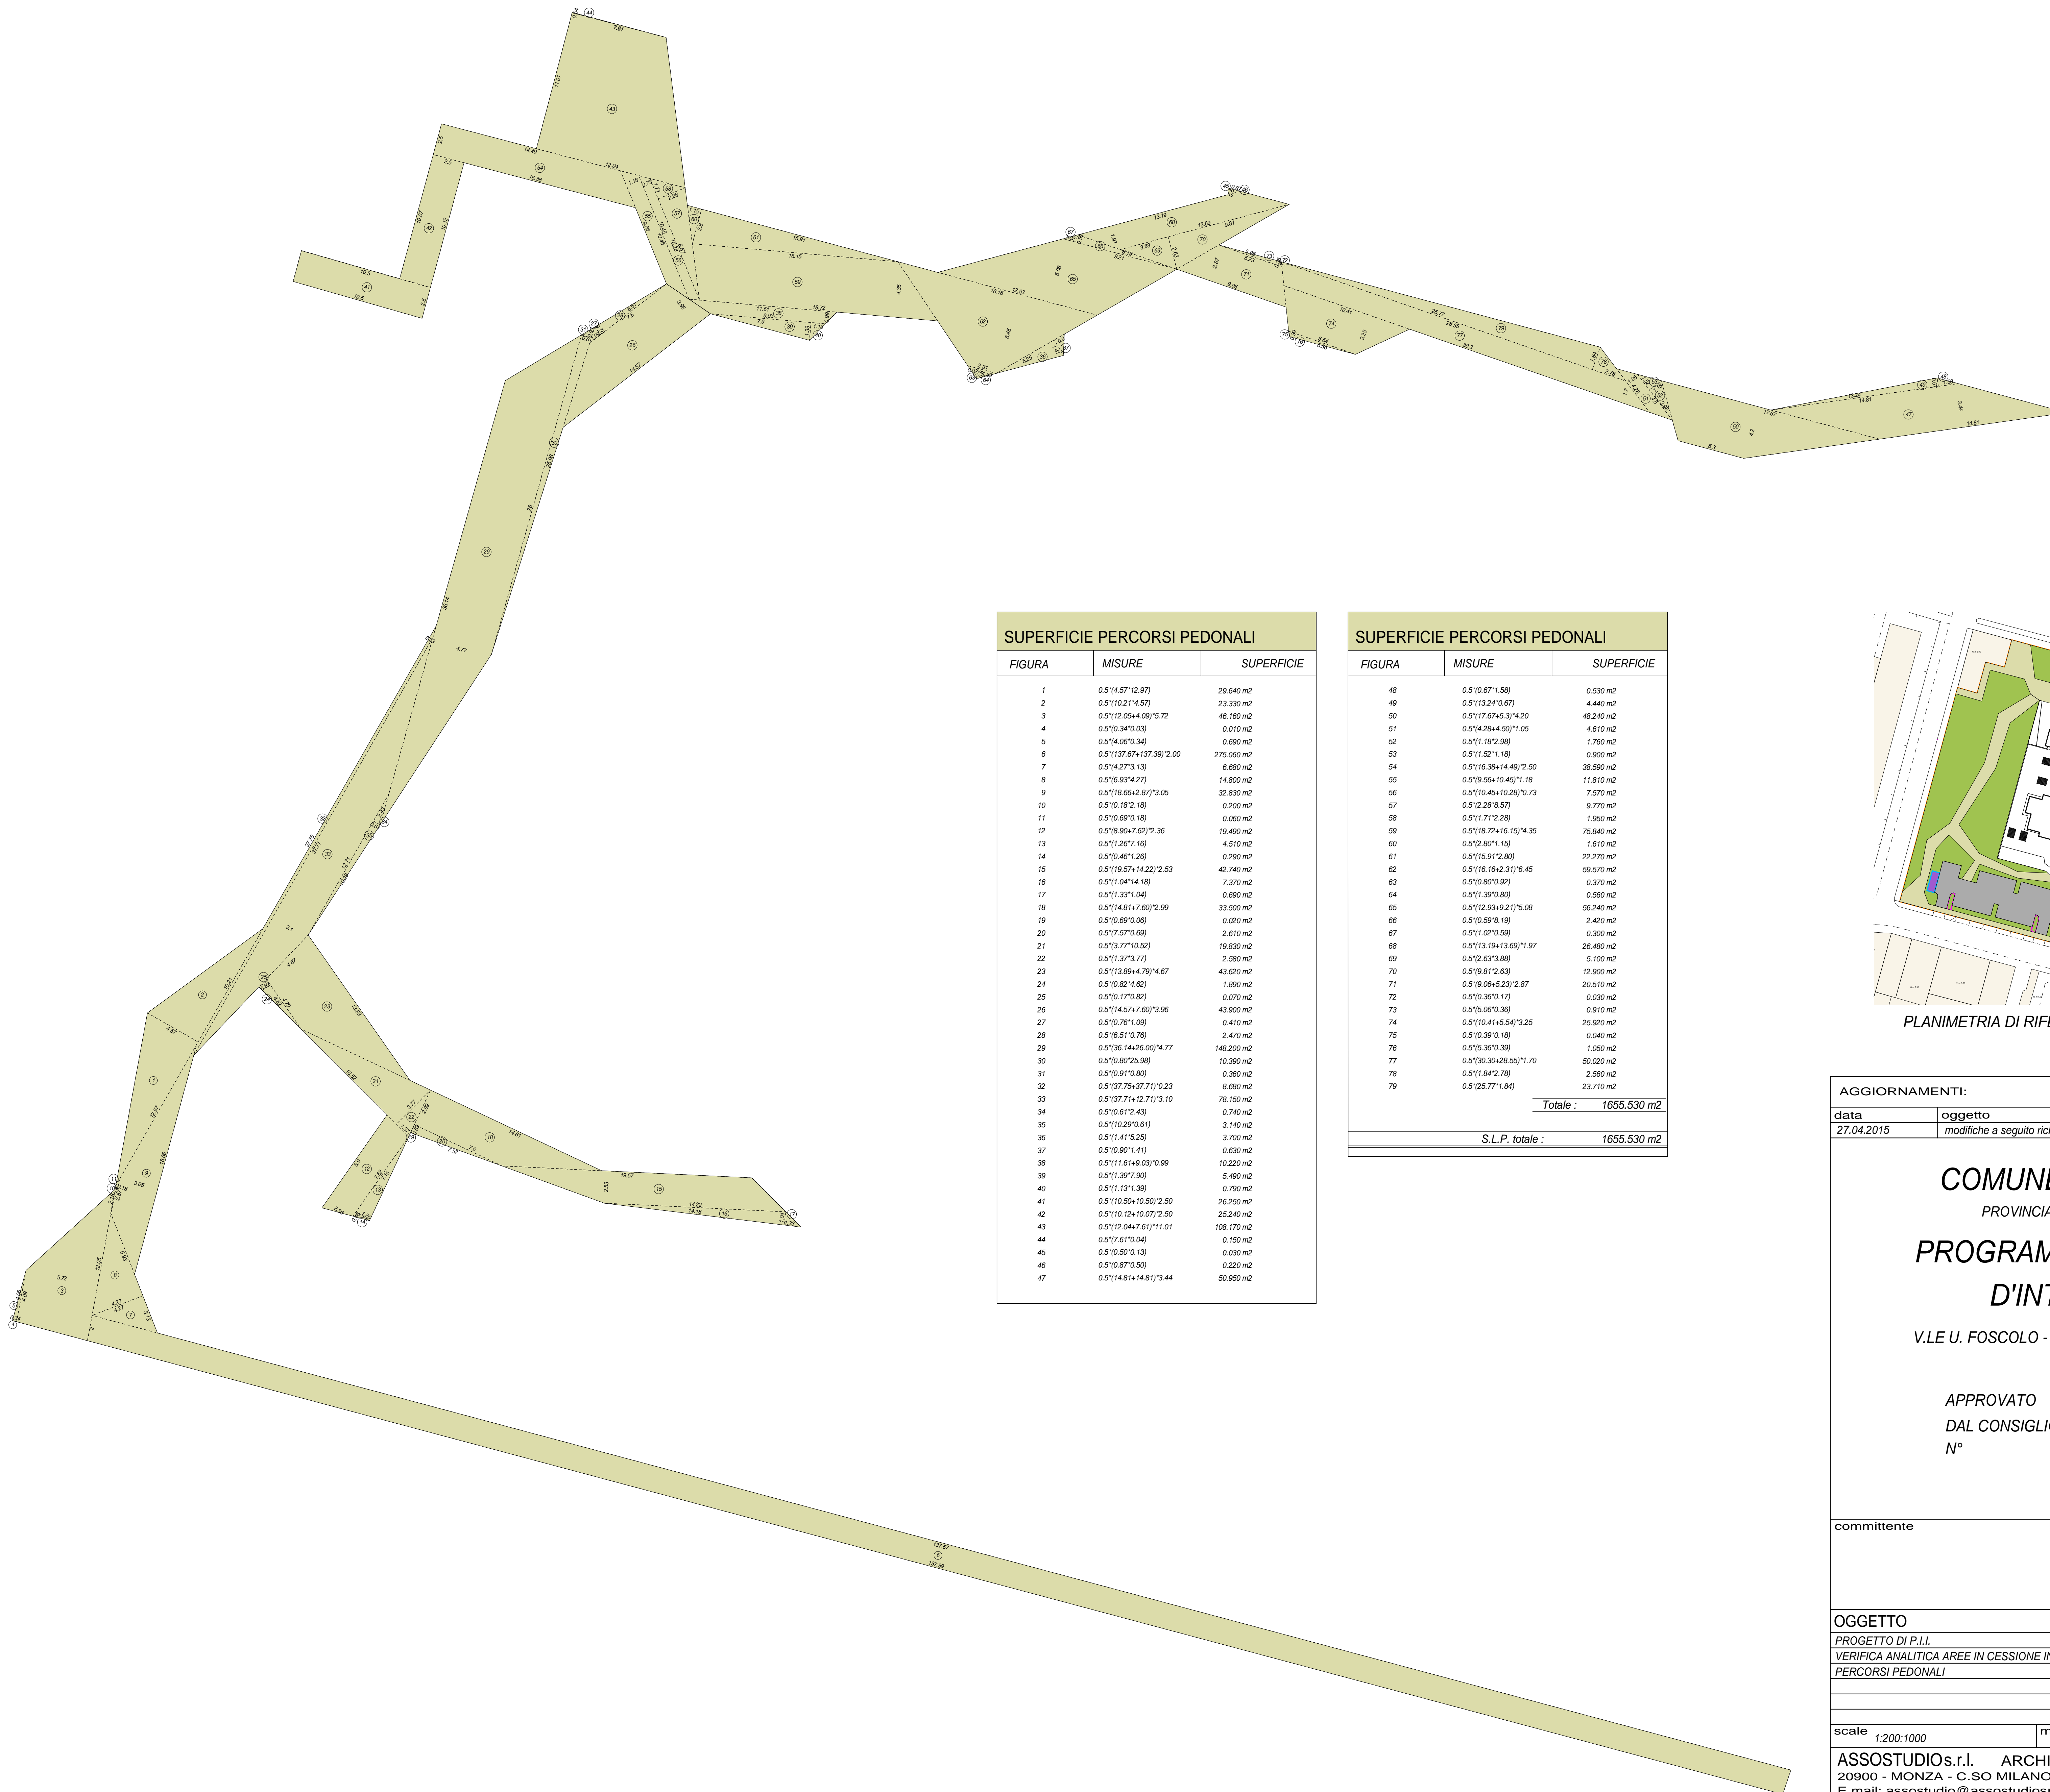 SUPERFICIE PERCORSI PEDONALI
FIGURA MISURE SUPERFICIE
1 0.5*(4.57*12.97) 29.640 m2
2 0.5*(10.21*4.57) 23.330 m2
3 0.5*(12.05+4.09)*5.72 46.160 m2
4 0.5*(0.34*0.03) 0.010 m2
5 0.5*(4.06*0.34) 0.690 m2
6 0.5*(137.67+137.39)*2.00 275.060 m2
7 0.5*(4.27*3.13) 6.680 m2
8 0.5*(6.93*4.27) 14.800 m2
9 0.5*(18.66+2.87)*3.05 32.830 m2
10 0.5*(0.18*2.18) 0.200 m2
11 0.5*(0.69*0.18) 0.060 m2
12 0.5*(8.90+7.62)*2.36 19.490 m2
13 0.5*(1.26*7.16) 4.510 m2
14 0.5*(0.46*1.26) 0.290 m2
15 0.5*(19.57+14.22)*2.53 42.740 m2
16 0.5*(1.04*14.18) 7.370 m2
17 0.5*(1.33*1.04) 0.690 m2
18 0.5*(14.81+7.60)*2.99 33.500 m2
19 0.5*(0.69*0.06) 0.020 m2
20 0.5*(7.57*0.69) 2.610 m2
21 0.5*(3.77*10.52) 19.830 m2
22 0.5*(1.37*3.77) 2.580 m2
23 0.5*(13.89+4.79)*4.67 43.620 m2
24 0.5*(0.82*4.62) 1.890 m2
25 0.5*(0.17*0.82) 0.070 m2
26 0.5*(14.57+7.60)*3.96 43.900 m2
27 0.5*(0.76*1.09) 0.410 m2
28 0.5*(6.51*0.76) 2.470 m2
29 0.5*(36.14+26.00)*4.77 148.200 m2
30 0.5*(0.80*25.98) 10.390 m2
31 0.5*(0.91*0.80) 0.360 m2
32 0.5*(37.75+37.71)*0.23 8.680 m2
33 0.5*(37.71+12.71)*3.10 78.150 m2
34 0.5*(0.61*2.43) 0.740 m2
35 0.5*(10.29*0.61) 3.140 m2
36 0.5*(1.41*5.25) 3.700 m2
37 0.5*(0.90*1.41) 0.630 m2
38 0.5*(11.61+9.03)*0.99 10.220 m2
39 0.5*(1.39*7.90) 5.490 m2
40 0.5*(1.13*1.39) 0.790 m2
41 0.5*(10.50+10.50)*2.50 26.250 m2
42 0.5*(10.12+10.07)*2.50 25.240 m2
43 0.5*(12.04+7.61)*11.01 108.170 m2
44 0.5*(7.61*0.04) 0.150 m2
45 0.5*(0.50*0.13) 0.030 m2
46 0.5*(0.87*0.50) 0.220 m2
47 0.5*(14.81+14.81)*3.44 50.950 m2
SUPERFICIE PERCORSI PEDONALI
FIGURA MISURE SUPERFICIE
48 0.5*(0.67*1.58) 0.530 m2
49 0.5*(13.24*0.67) 4.440 m2
50 0.5*(17.67+5.3)*4.20 48.240 m2
51 0.5*(4.28+4.50)*1.05 4.610 m2
52 0.5*(1.18*2.98) 1.760 m2
53 0.5*(1.52*1.18) 0.900 m2
54 0.5*(16.38+14.49)*2.50 38.590 m2
55 0.5*(9.56+10.45)*1.18 11.810 m2
56 0.5*(10.45+10.28)*0.73 7.570 m2
57 0.5*(2.28*8.57) 9.770 m2
58 0.5*(1.71*2.28) 1.950 m2
59 0.5*(18.72+16.15)*4.35 75.840 m2
60 0.5*(2.80*1.15) 1.610 m2
61 0.5*(15.91*2.80) 22.270 m2
62 0.5*(16.16+2.31)*6.45 59.570 m2
63 0.5*(0.80*0.92) 0.370 m2
64 0.5*(1.39*0.80) 0.560 m2
65 0.5*(12.93+9.21)*5.08 56.240 m2
66 0.5*(0.59*8.19) 2.420 m2
67 0.5*(1.02*0.59) 0.300 m2
68 0.5*(13.19+13.69)*1.97 26.480 m2
69 0.5*(2.63*3.88) 5.100 m2
70 0.5*(9.81*2.63) 12.900 m2
71 0.5*(9.06+5.23)*2.87 20.510 m2
72 0.5*(0.36*0.17) 0.030 m2
73 0.5*(5.06*0.36) 0.910 m2
74 0.5*(10.41+5.54)*3.25 25.920 m2
75 0.5*(0.39*0.18) 0.040 m2
76 0.5*(5.36*0.39) 1.050 m2
77 0.5*(30.30+28.55)*1.70 50.020 m2
78 0.5*(1.84*2.78) 2.560 m2
79 0.5*(25.77*1.84) 23.710 m2
Totale : 1655.530 m2
S.L.P. totale : 1655.530 m2
PLANIMETRIA DI RIFE
AGGIORNAMENTI:
data oggetto
27.04.2015 modifiche a seguito rich
COMUNE
PROVINCIA
PROGRAM
D'INT
V.LE U. FOSCOLO -
APPROVATO
DAL CONSIGLIO
N°
committente
OGGETTO
PROGETTO DI P.I.I.
VERIFICA ANALITICA AREE IN CESSIONE IN
PERCORSI PEDONALI
scale 1:200:1000 m
ASSOSTUDIO s.r.l. ARCHI
20900 - MONZA - C.SO MILANO
E.mail: assostudio@assostudios